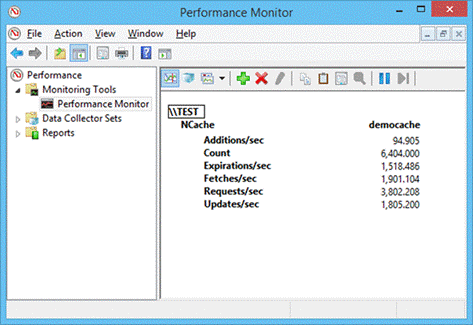 Performance Monitor
File Action View Window Help
Performance
Monitoring Tools
Performance Monitor
Data Collector Sets
Reports
\\TEST
NCache democache
Additions/sec 94.905
Count 6,404.000
Expirations/sec 1,518.486
Fetches/sec 1,901.104
Requests/sec 3,802.208
Updates/sec 1,805.200